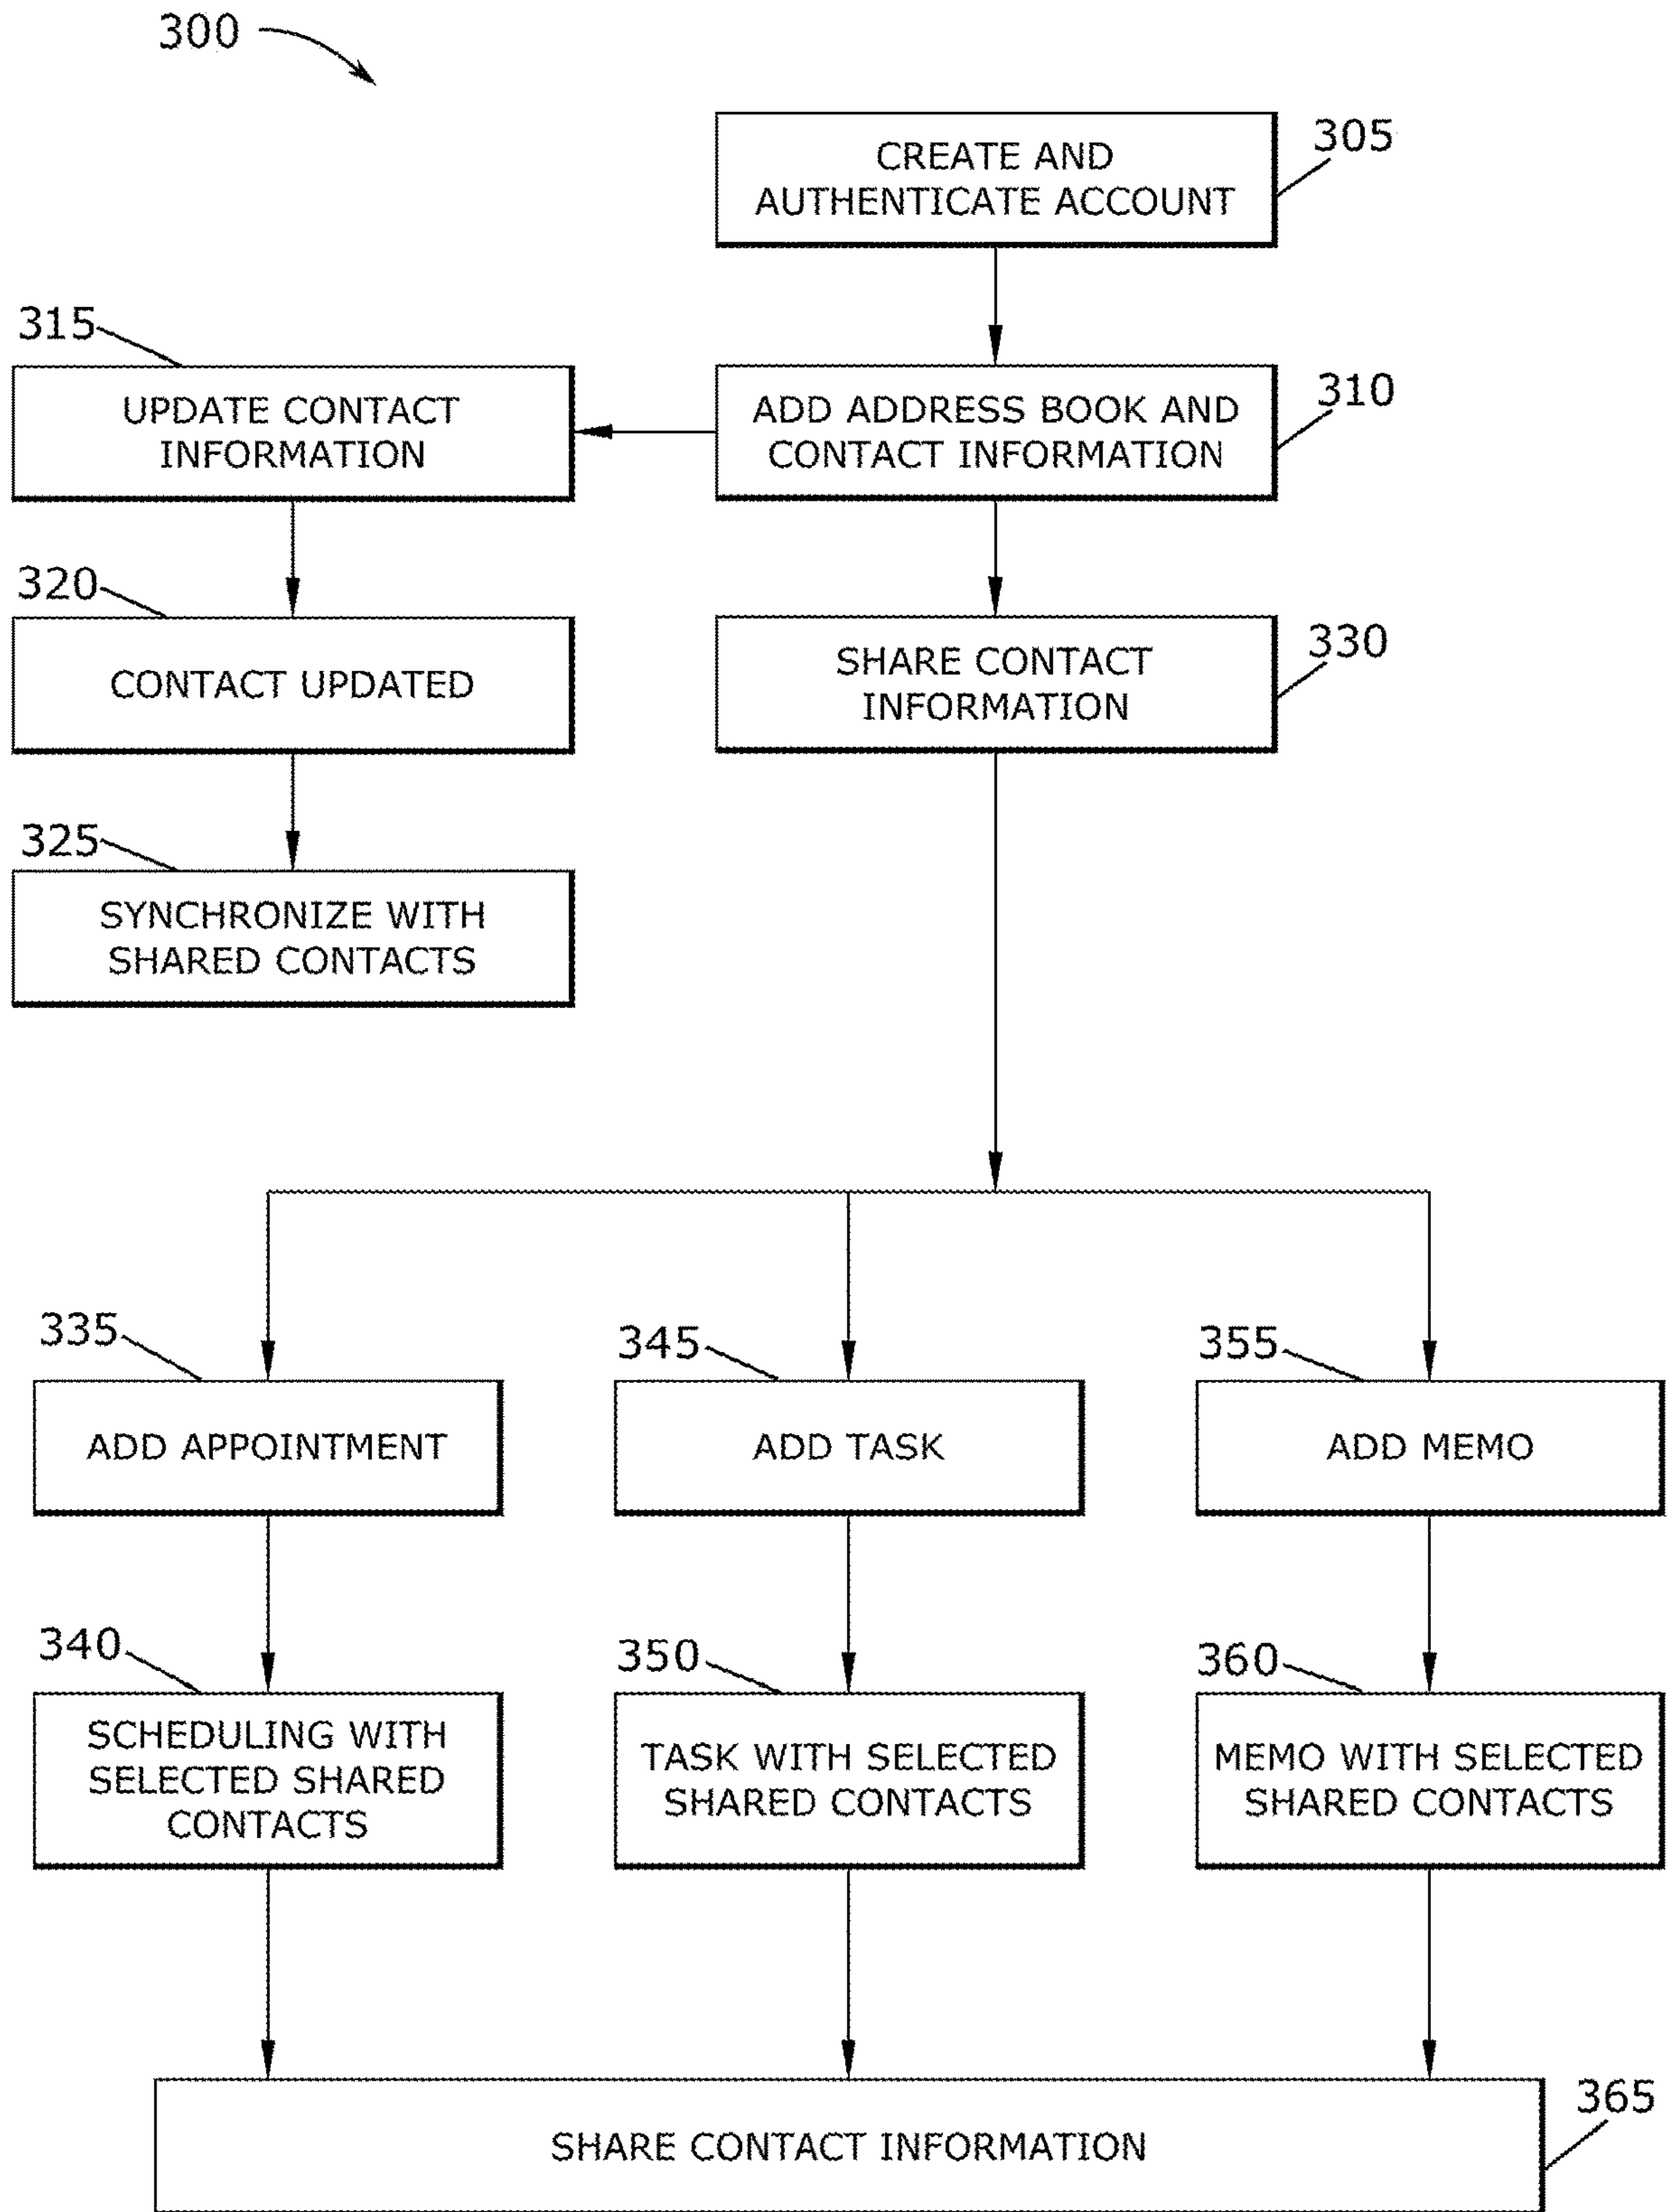 300
305
CREATE AND
AUTHENTICATE ACCOUNT
315
UPDATE CONTACT
INFORMATION
310
ADD ADDRESS BOOK AND
CONTACT INFORMATION
320
CONTACT UPDATED
330
SHARE CONTACT
INFORMATION
325
SYNCHRONIZE WITH
SHARED CONTACTS
335
ADD APPOINTMENT
345
ADD TASK
355
ADD MEMO
340
SCHEDULING WITH
SELECTED SHARED
CONTACTS
350
TASK WITH SELECTED
SHARED CONTACTS
360
MEMO WITH SELECTED
SHARED CONTACTS
365
SHARE CONTACT INFORMATION